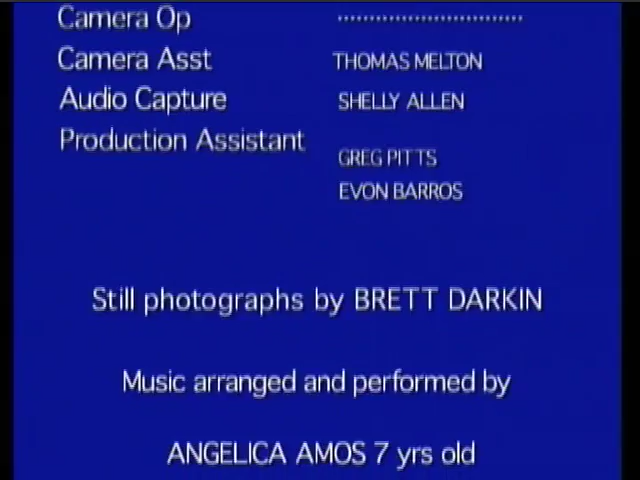 Camera Op
Camera Asst THOMAS MELTON
Audio Capture SHELLY ALLEN
Production Assistant
GREG PITTS
EVON BARROS
Still photographs by BRETT DARKIN
Music arranged and performed by
ANGELICA AMOS 7 yrs old